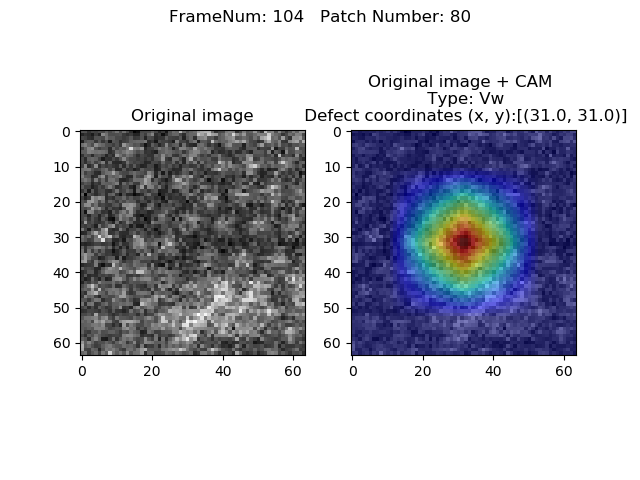 FrameNum: 104   Patch Number: 80
Original image
Original image + CAM
Type: Vw
Defect coordinates (x, y):[(31.0, 31.0)]
0
10
20
30
40
50
60
0 20 40 60
0
10
20
30
40
50
60
0 20 40 60